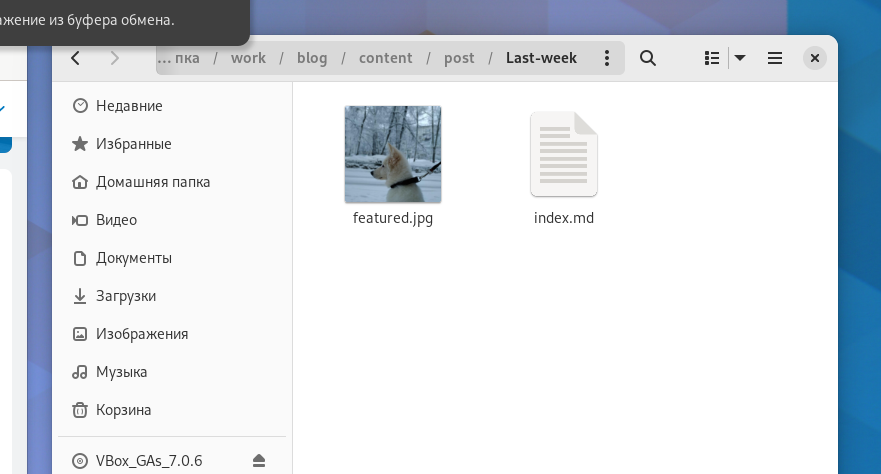 ажение из буфера обмена.
... пка / work / blog / content / post / Last-week
Недавние
Избранные
Домашняя папка
Видео
Документы
Загрузки
Изображения
Музыка
Корзина
VBox_GAs_7.0.6
featured.jpg
index.md